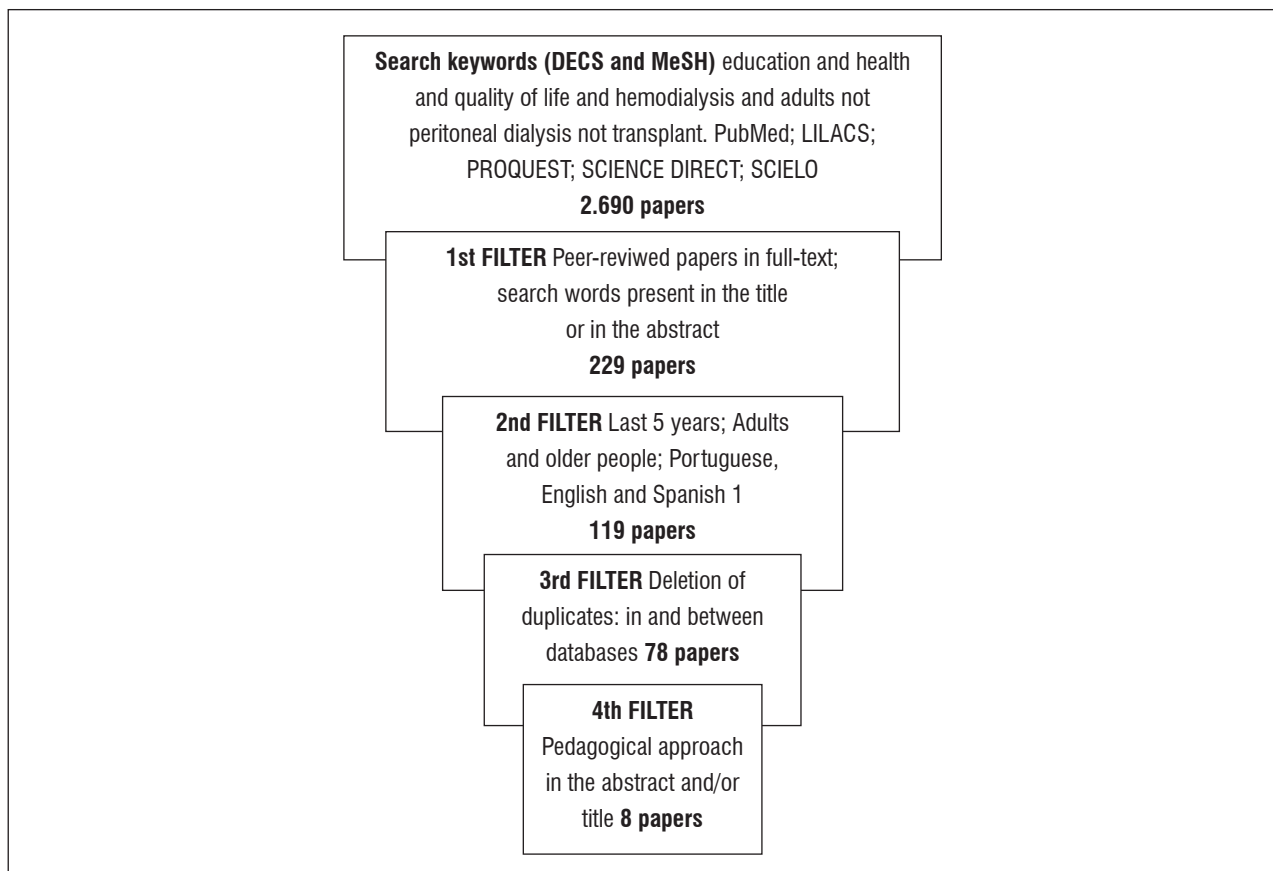 Search keywords (DECS and MeSH) education and health
and quality of life and hemodialysis and adults not
peritoneal dialysis not transplant. PubMed; LILACS;
PROQUEST; SCIENCE DIRECT; SCIELO
2.690 papers
1st FILTER Peer-reviwed papers in full-text;
search words present in the title
or in the abstract
229 papers
2nd FILTER Last 5 years; Adults
and older people; Portuguese,
English and Spanish 1
119 papers
3rd FILTER Deletion of
duplicates: in and between
databases 78 papers
4th FILTER
Pedagogical approach
in the abstract and/or
title 8 papers